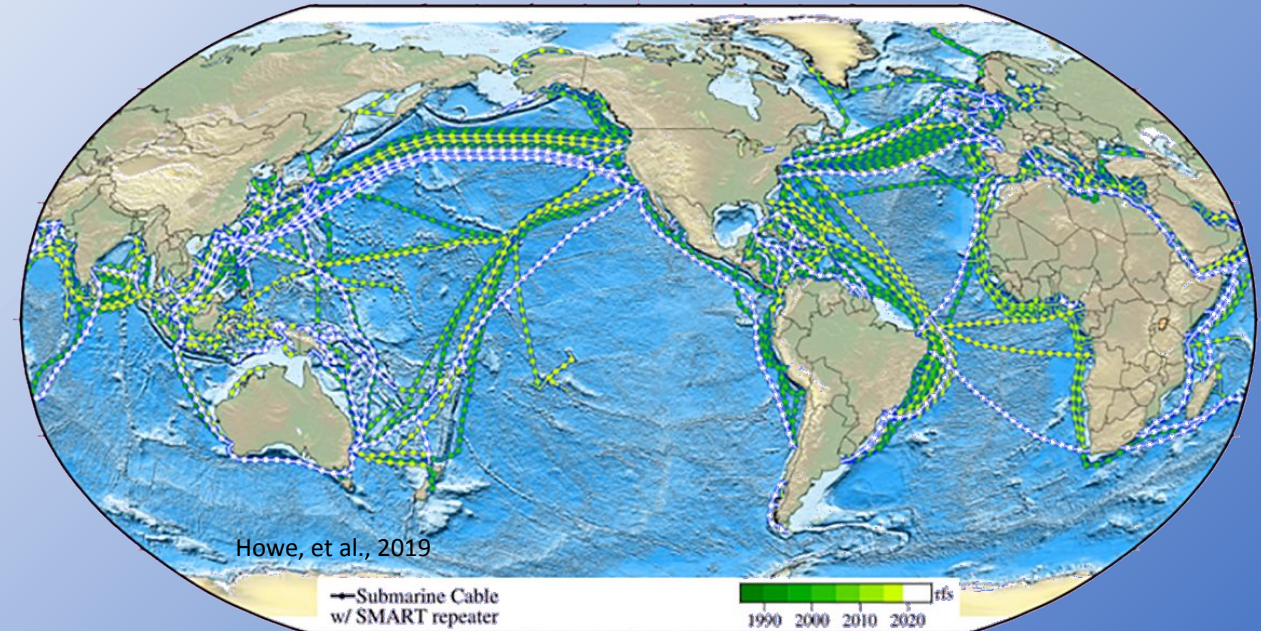 Howe, et al., 2019
Submarine Cable
w/ SMART repeater
rfs
1990 2000 2010 2020